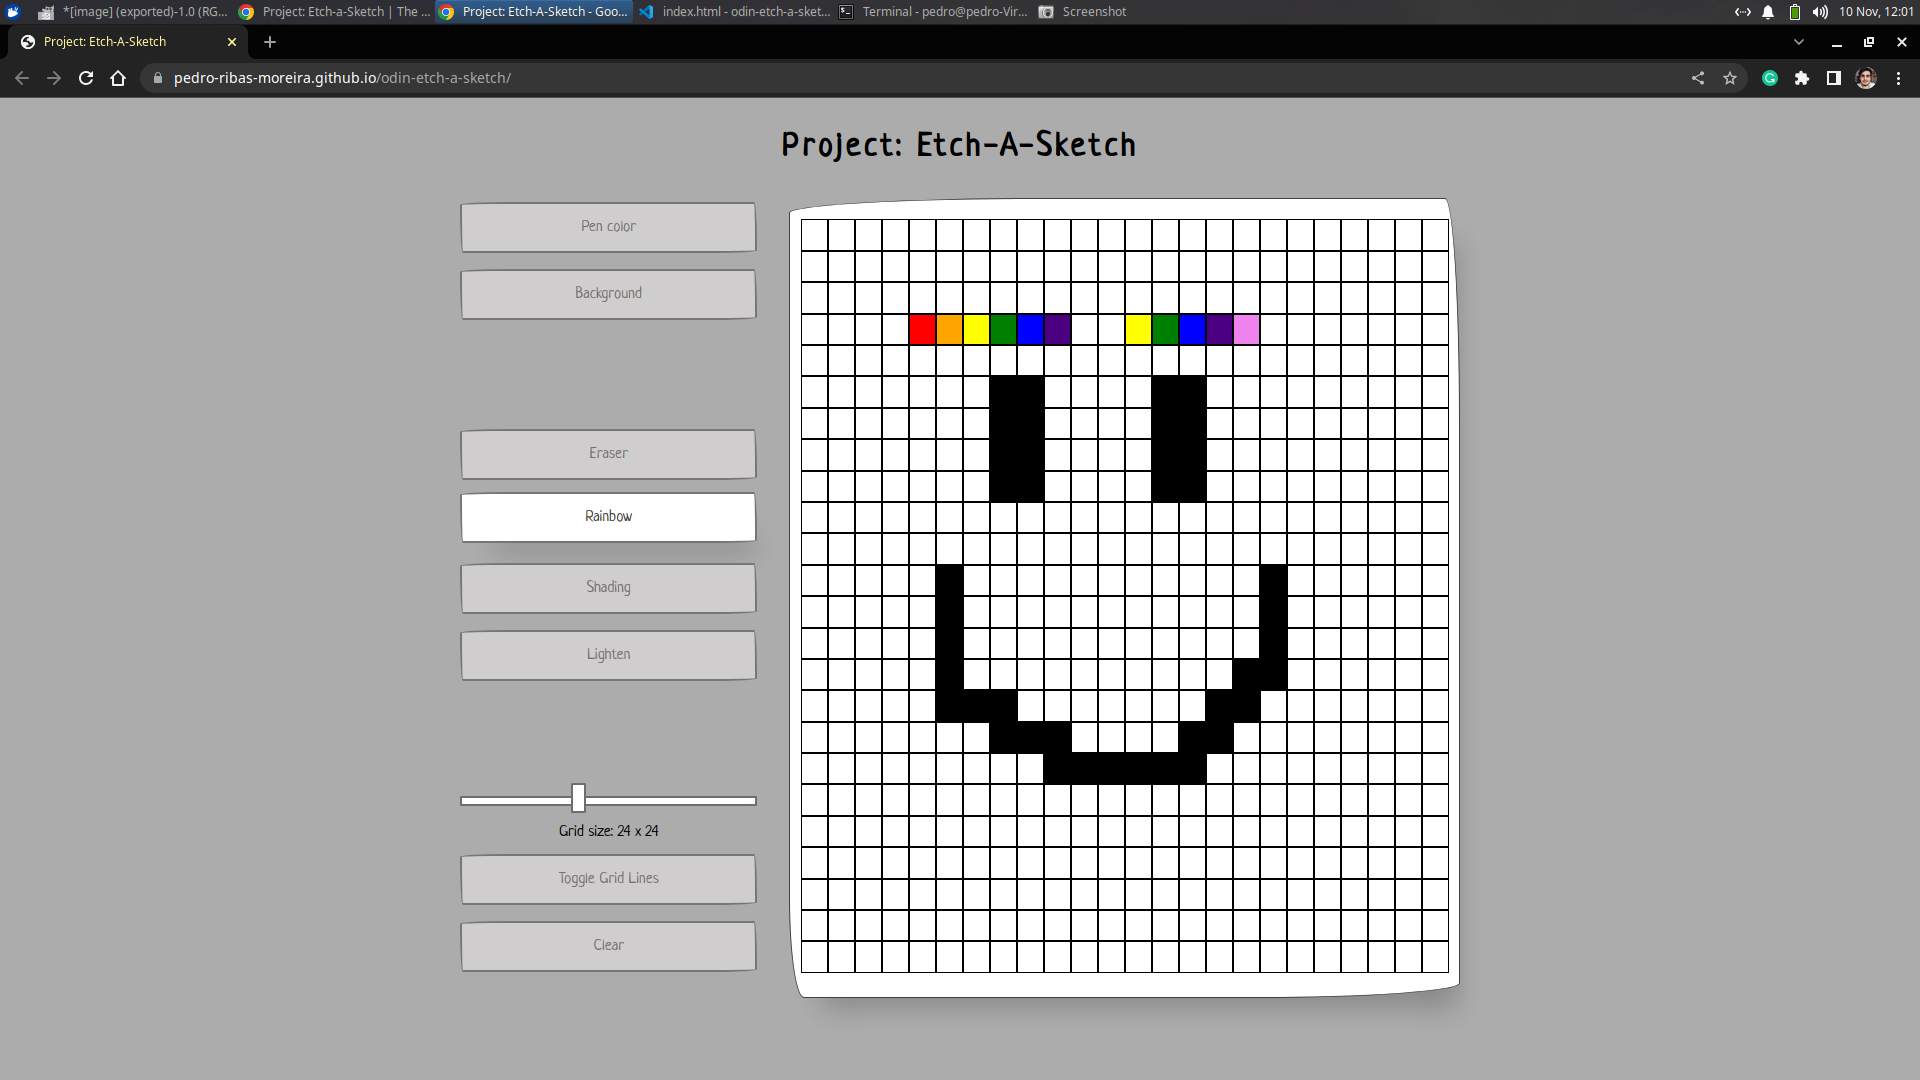 *[image] (exported)-1.0 (RG...
Project: Etch-a-Sketch | The ...
Project: Etch-A-Sketch - Goo...
index.html - odin-etch-a-sket...
Terminal - pedro@pedro-Vir...
Screenshot
10 Nov, 12:01
Project: Etch-A-Sketch
pedro-ribas-moreira.github.io/odin-etch-a-sketch/
Project: Etch-A-Sketch
Pen color
Background
Eraser
Rainbow
Shading
Lighten
Grid size: 24 x 24
Toggle Grid Lines
Clear